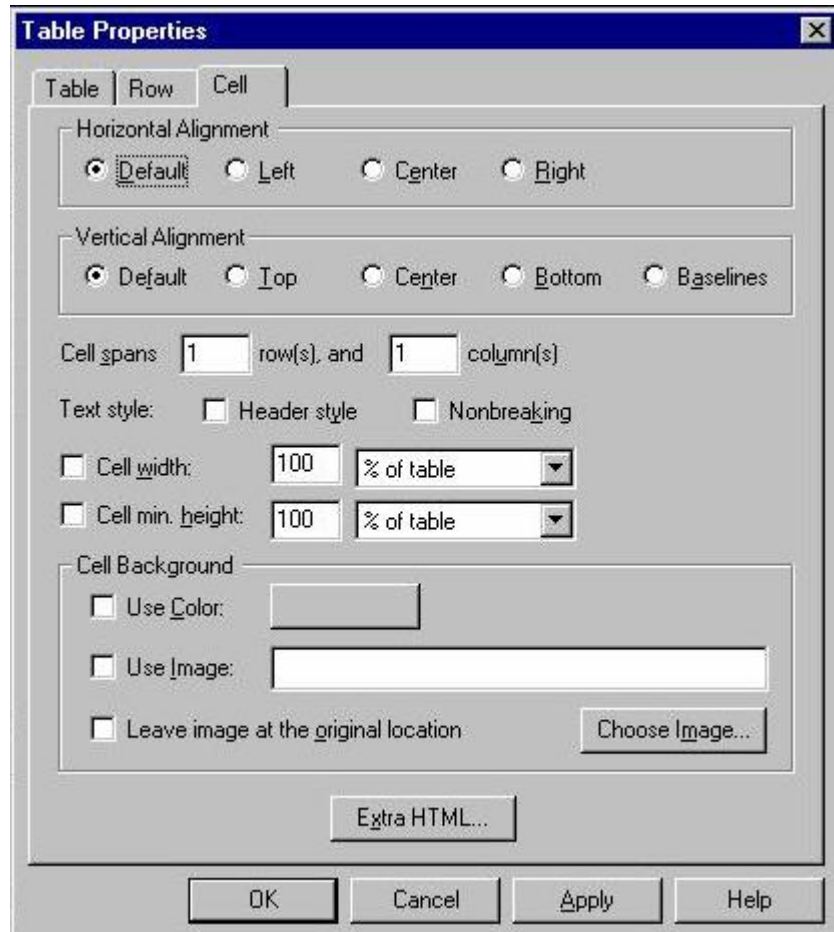 Table Properties
Table Row Cell
Horizontal Alignment
Default Left Center Right
Vertical Alignment
Default Top Center Bottom Baselines
Cell spans 1 row(s), and 1 column(s)
Text style: Header style Nonbreaking
Cell width: 100 % of table
Cell min. height: 100 % of table
Cell Background
Use Color:
Use Image:
Leave image at the original location Choose Image...
Extra HTML...
OK Cancel Apply Help